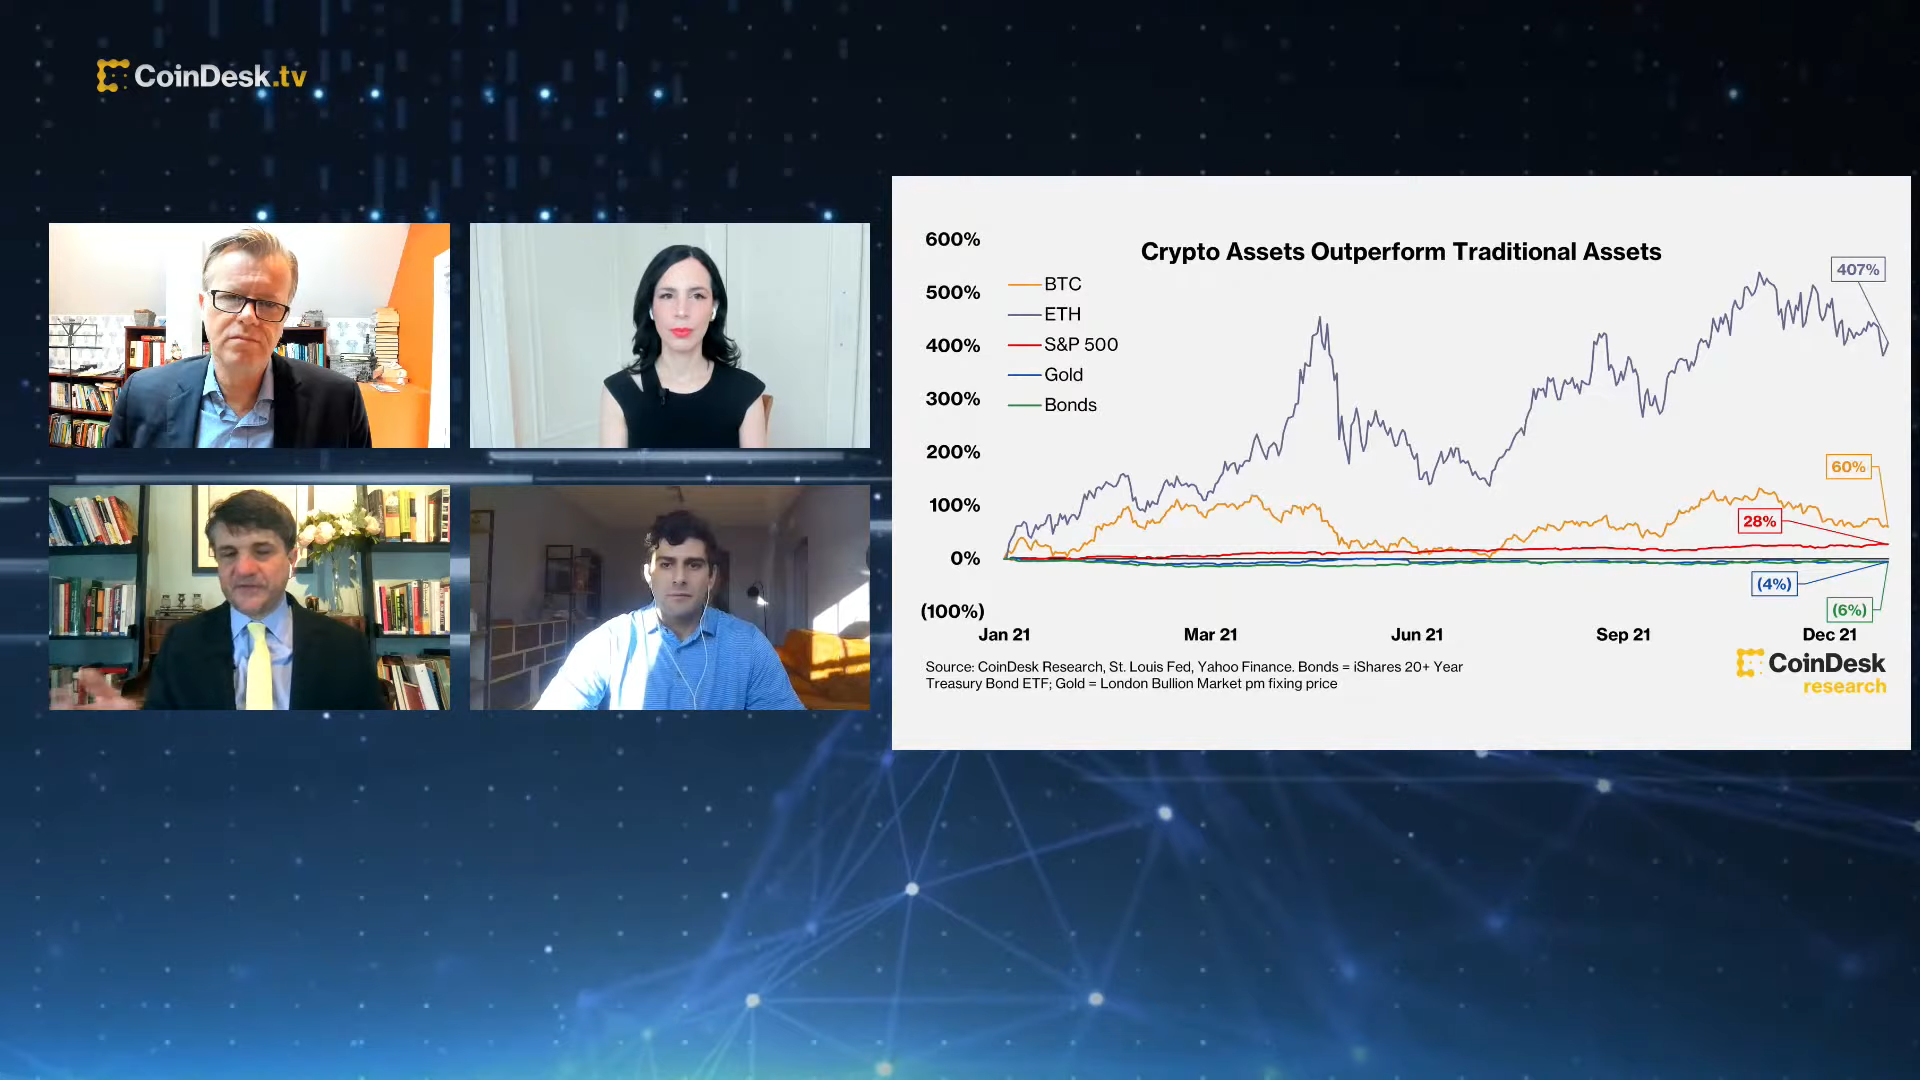 CoinDesk.tv
Crypto Assets Outperform Traditional Assets
600%
500%
400%
300%
200%
100%
0%
(100%)
BTC
ETH
S&P 500
Gold
Bonds
407%
60%
28%
(4%)
(6%)
Jan 21 Mar 21 Jun 21 Sep 21 Dec 21
Source: CoinDesk Research, St. Louis Fed, Yahoo Finance. Bonds = iShares 20+ Year
Treasury Bond ETF; Gold = London Bullion Market pm fixing price
CoinDesk
research